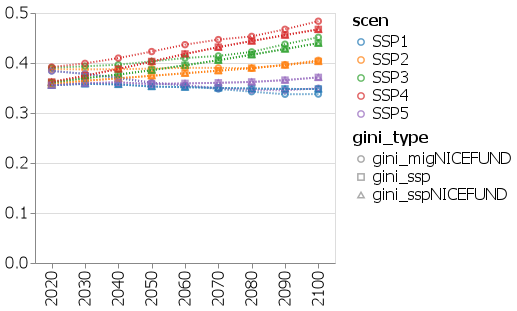 0.5
0.4
0.3
0.2
0.1
0.0
2020
2030
2040
2050
2060
2070
2080
2090
2100
scen
SSP1
SSP2
SSP3
SSP4
SSP5
gini_type
gini_migNICEFUND
gini_ssp
gini_sspNICEFUND